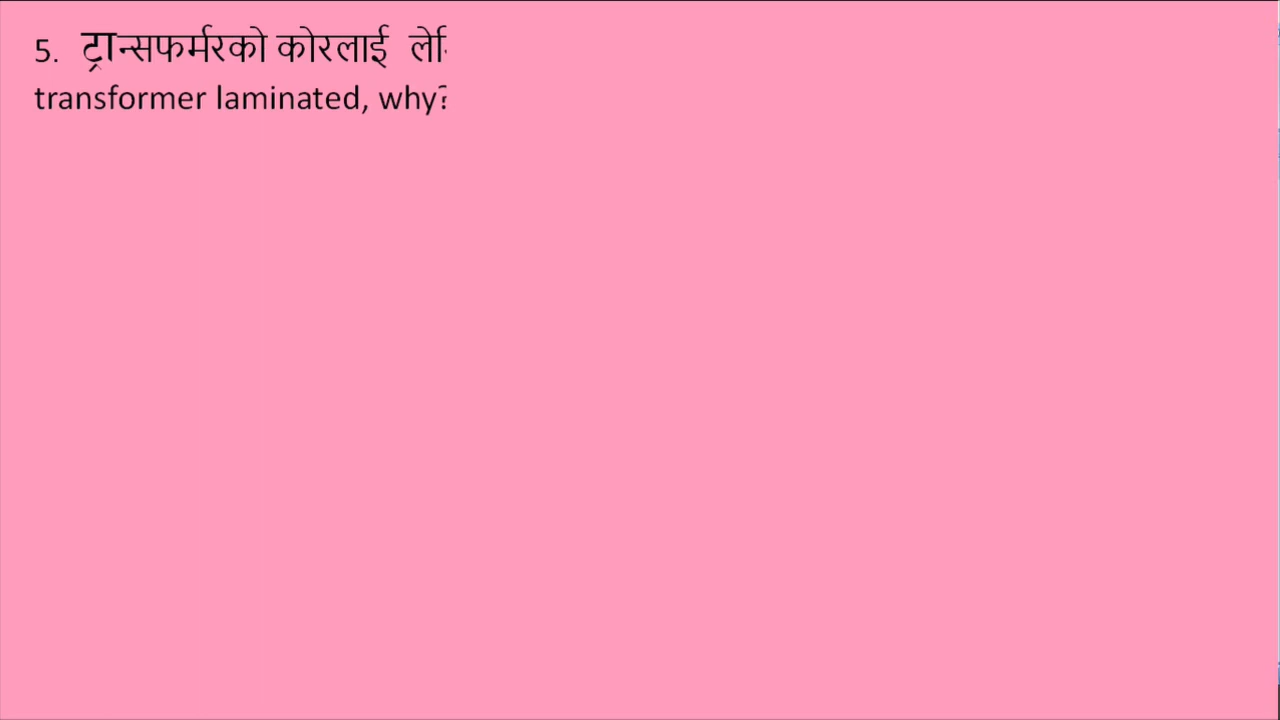 5. ट्रान्सफर्मरको कोरलाई
transformer laminated, why?